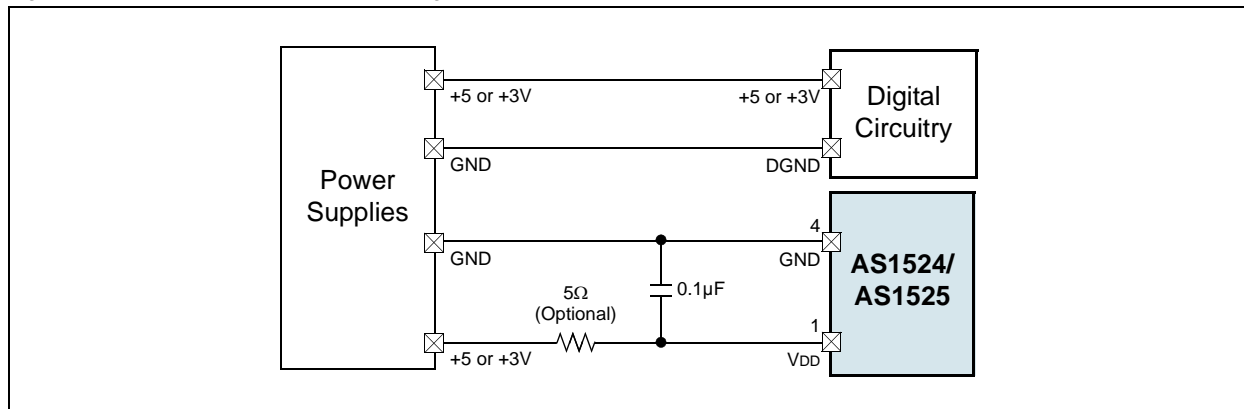 +5 or +3V
+5 or +3V
Digital
Circuitry
GND
DGND
Power
Supplies
4
GND
GND
AS1524/
AS1525
5Ω
(Optional)
0.1µF
1
+5 or +3V
VDD